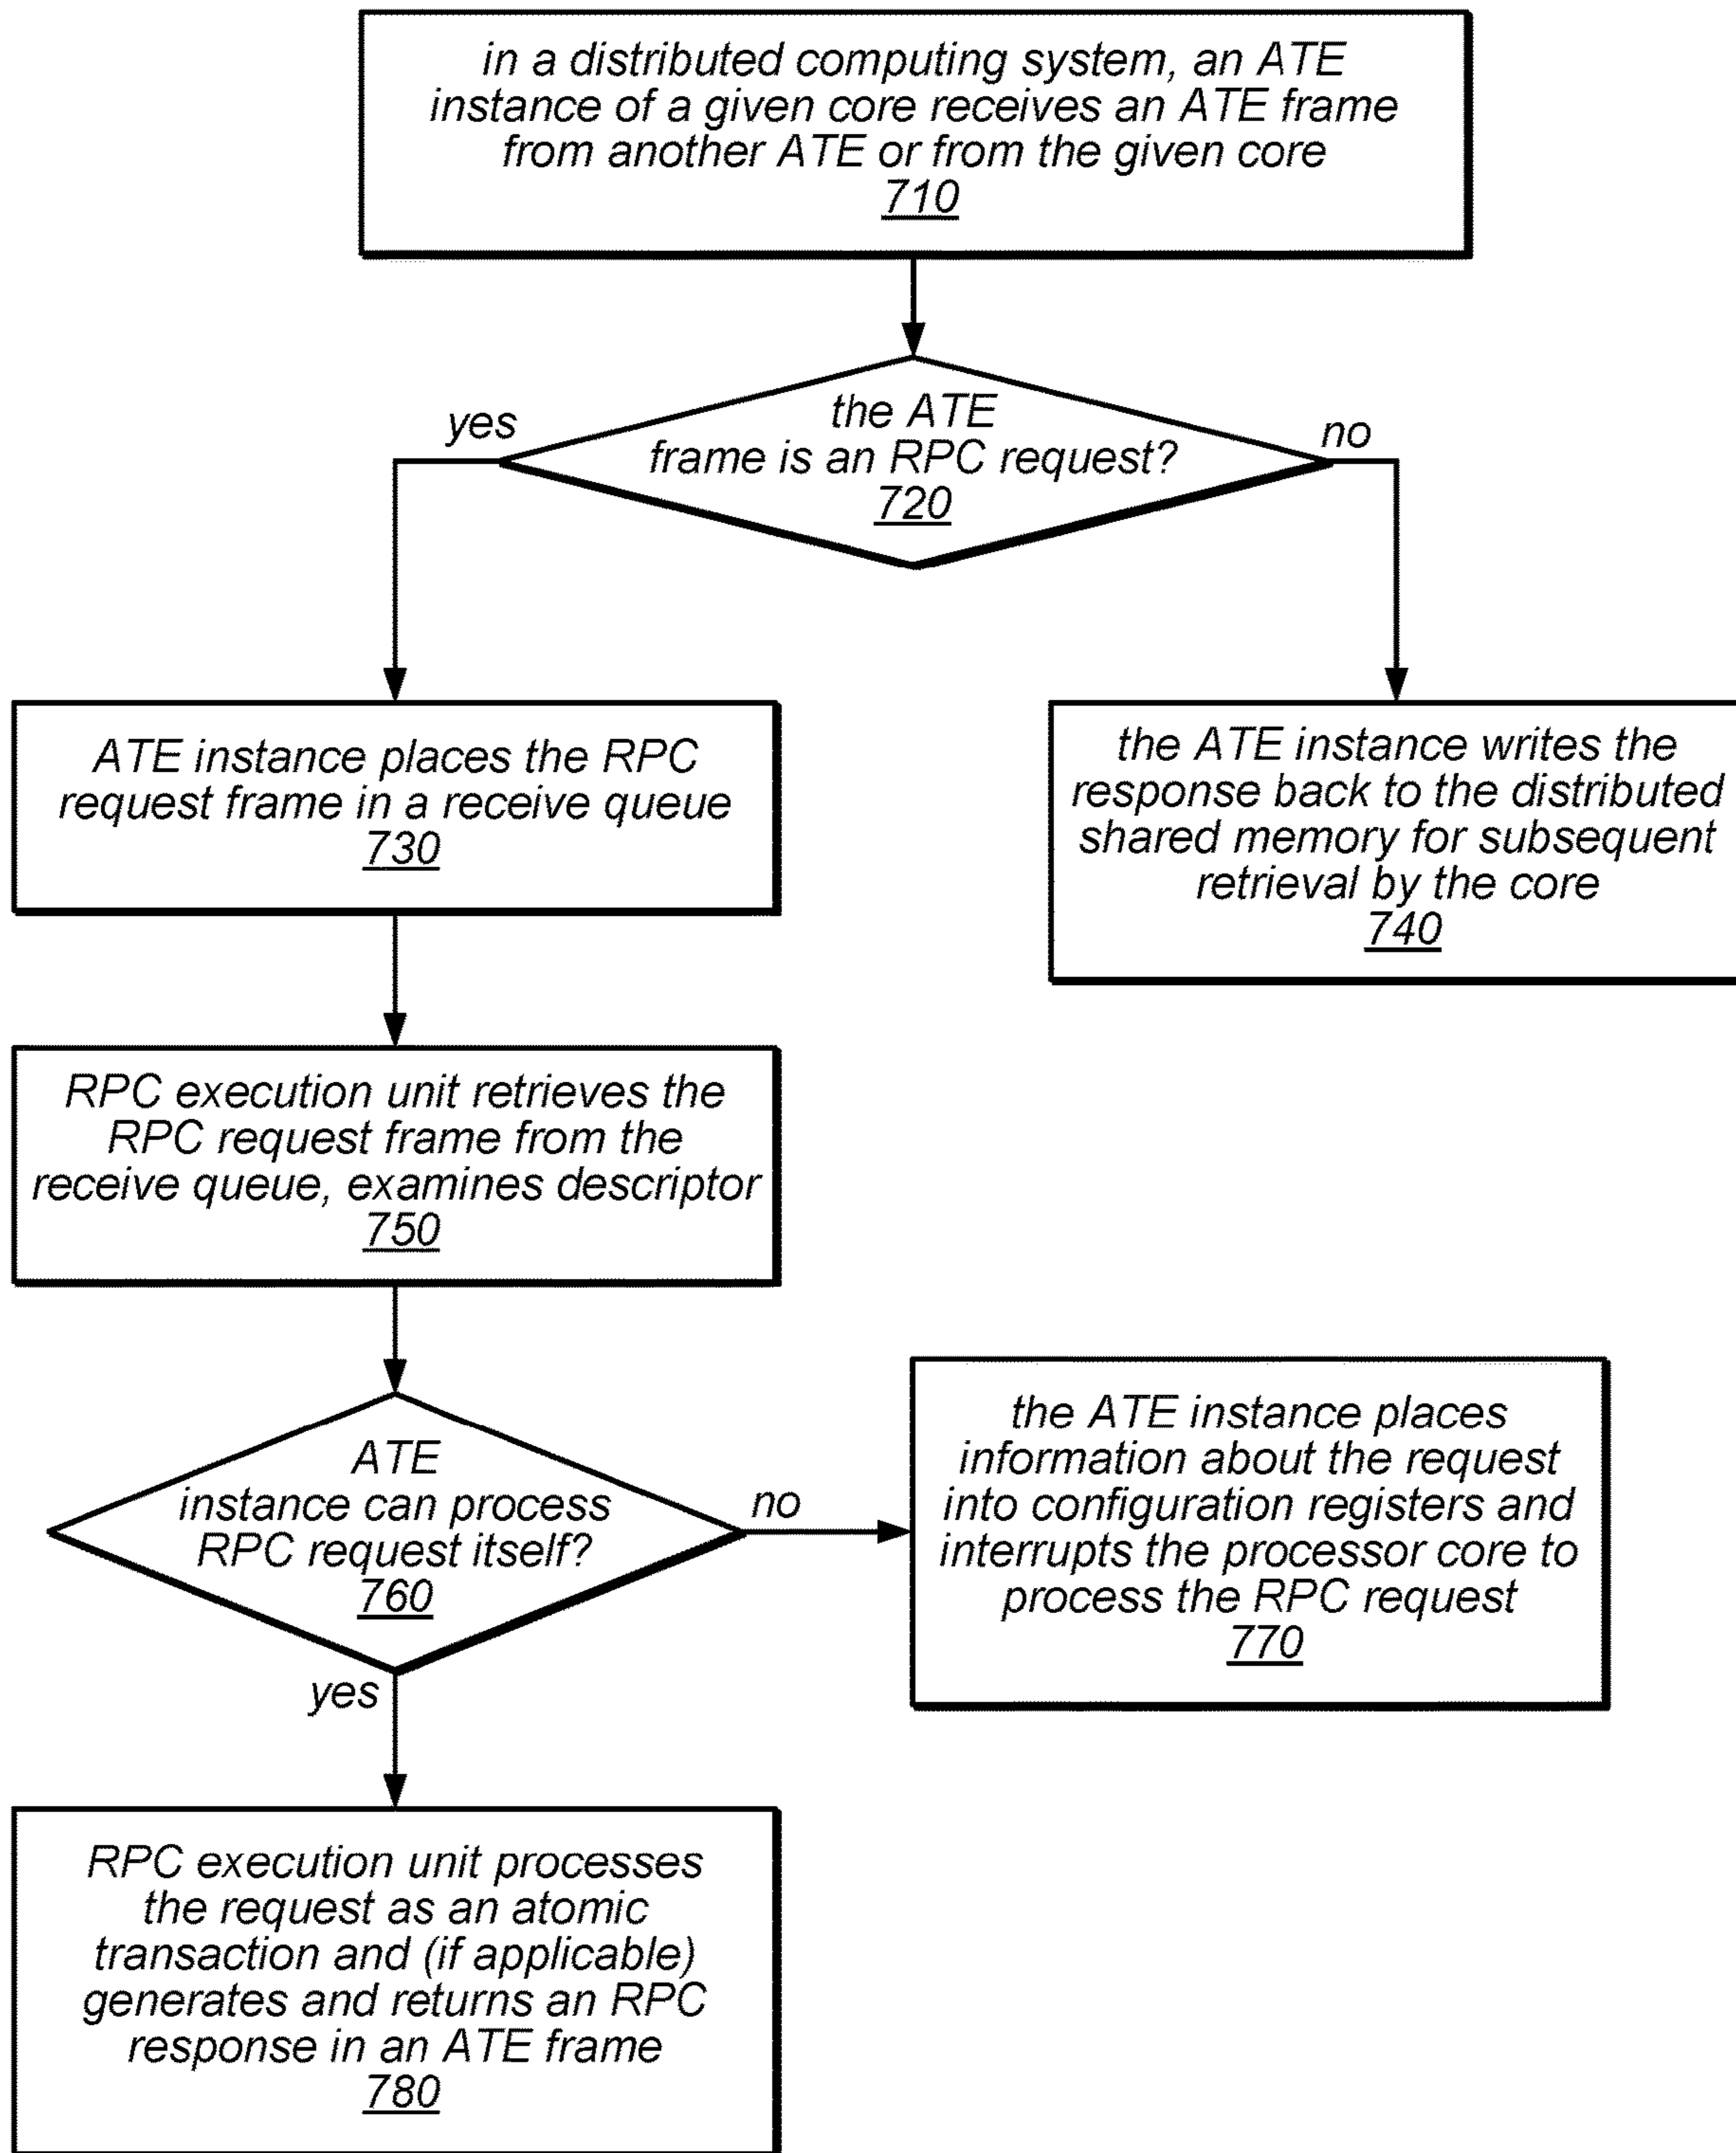 in a distributed computing system, an ATE
instance of a given core receives an ATE frame
from another ATE or from the given core
710
the ATE
frame is an RPC request?
720
yes
no
ATE instance places the RPC
request frame in a receive queue
730
the ATE instance writes the
response back to the distributed
shared memory for subsequent
retrieval by the core
740
RPC execution unit retrieves the
RPC request frame from the
receive queue, examines descriptor
750
ATE
instance can process
RPC request itself?
760
no
the ATE instance places
information about the request
into configuration registers and
interrupts the processor core to
process the RPC request
770
yes
RPC execution unit processes
the request as an atomic
transaction and (if applicable)
generates and returns an RPC
response in an ATE frame
780